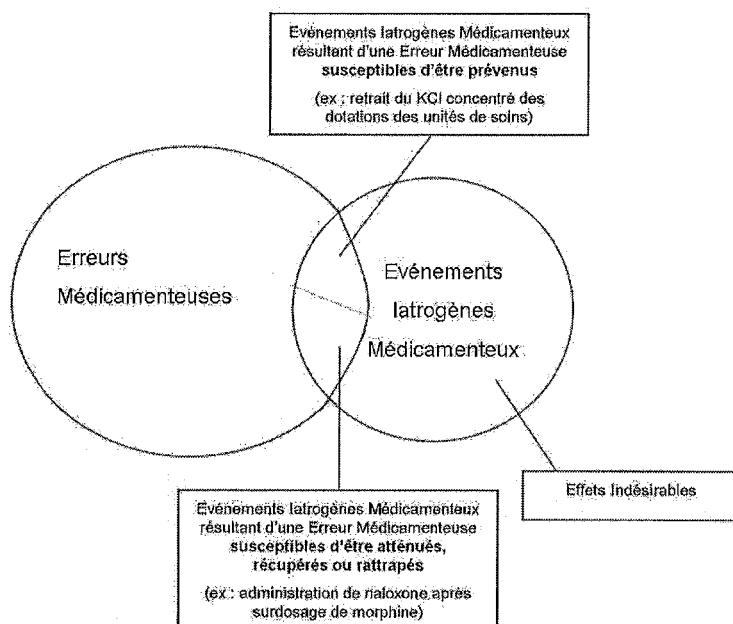 Evénements Iatrogènes Médicamenteux
résultant d'une Erreur Médicamenteuse
susceptibles d'être prévenus
(ex : retrait du KCl concentré des
dotations des unités de soins)
Erreurs
Médicamenteuses
Evénements
Iatrogènes
Médicamenteux
Effets Indésirables
Evénements Iatrogènes Médicamenteux
résultant d'une Erreur Médicamenteuse
susceptibles d'être atténués,
récupérés ou rattrapés
(ex : administration de naloxone après
surdosage de morphine)